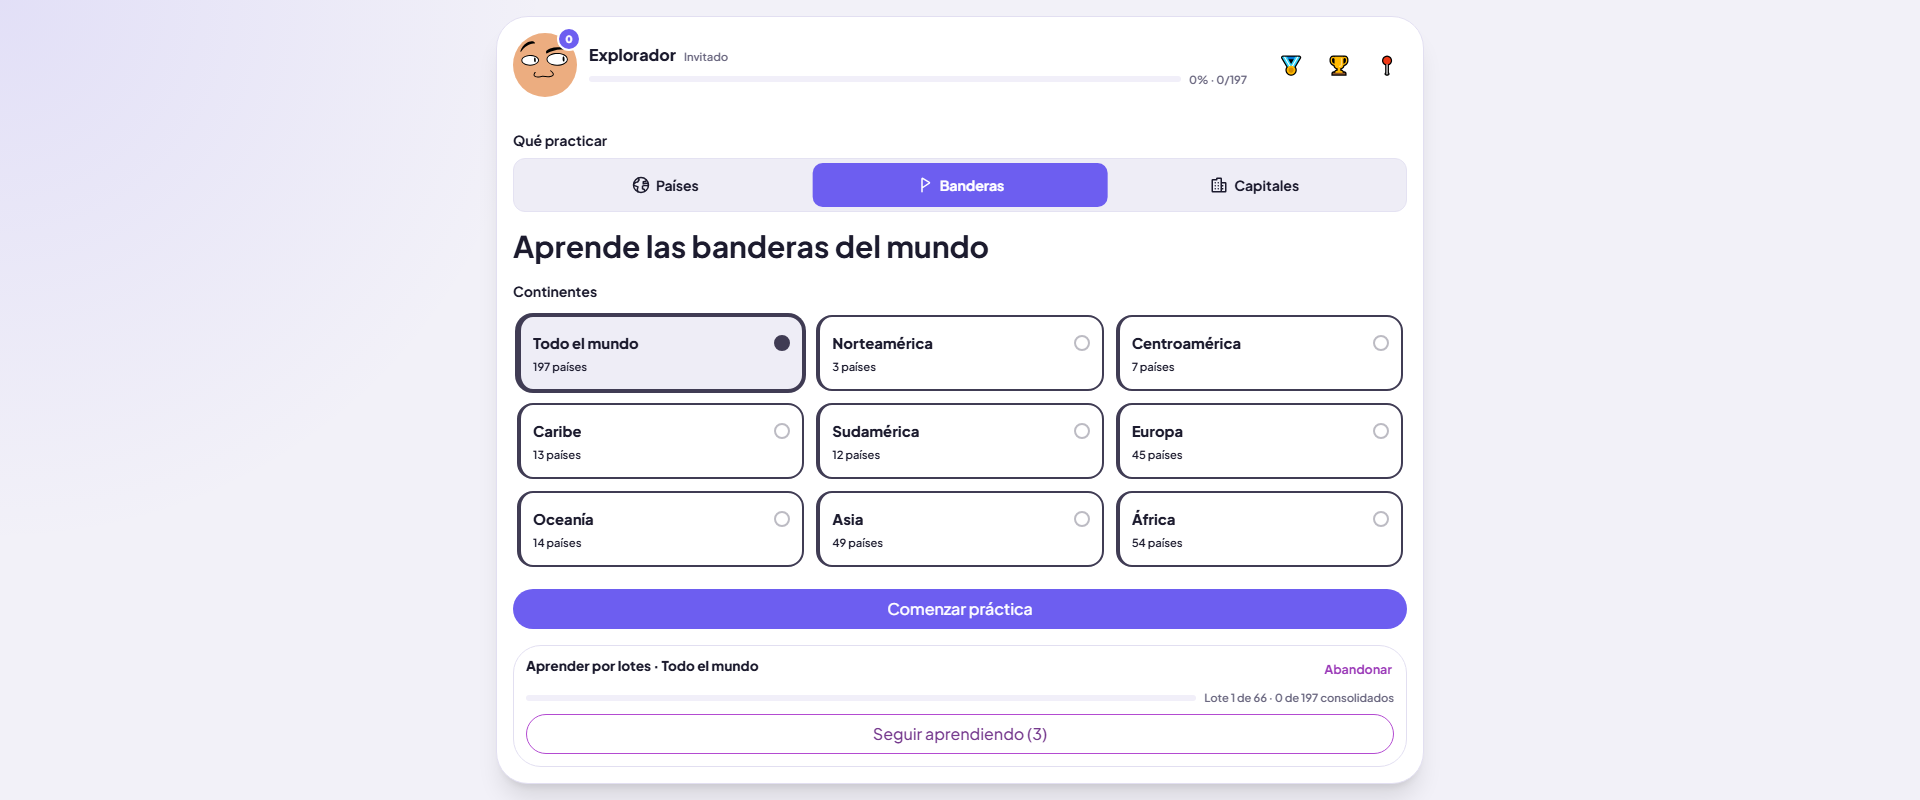 0
Explorador Invitado
0% · 0/197
Qué practicar
Países
Banderas
Capitales
Aprende las banderas del mundo
Continentes
Todo el mundo
197 países
Norteamérica
3 países
Centroamérica
7 países
Caribe
13 países
Sudamérica
12 países
Europa
45 países
Oceanía
14 países
Asia
49 países
África
54 países
Comenzar práctica
Aprender por lotes · Todo el mundo
Abandonar
Lote 1 de 66 · 0 de 197 consolidados
Seguir aprendiendo (3)